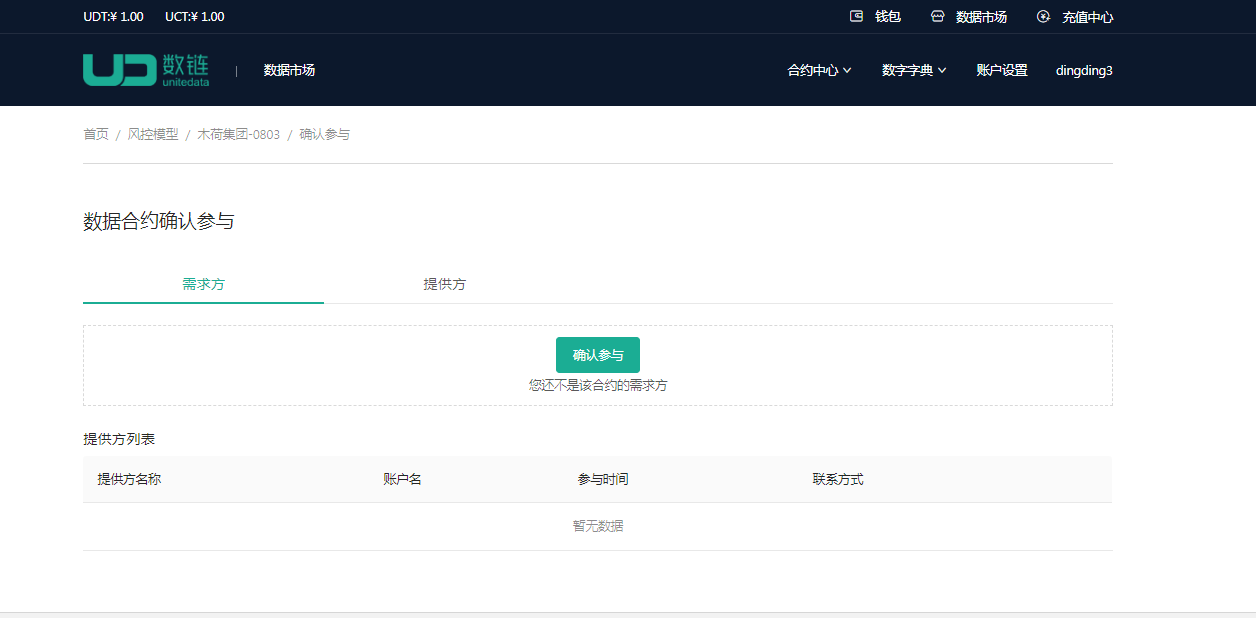 UDT:¥ 1.00 UCT:¥ 1.00 钱包 数据市场 充值中心
UD 数链 unitedata | 数据市场 合约中心 数字字典 账户设置 dingding3
首页 / 风控模型 / 木荷集团-0803 / 确认参与
数据合约确认参与
需求方 提供方
确认参与
您还不是该合约的需求方
提供方列表
提供方名称 账户名 参与时间 联系方式
暂无数据